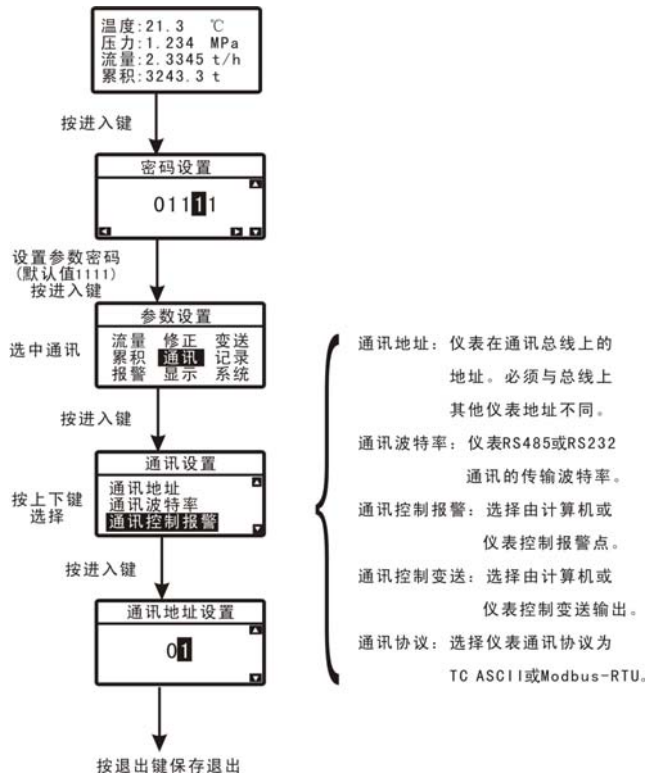 温度:21.3 ℃
压力:1.234 MPa
流量:2.3345 t/h
累积:3243.3 t
按进入键
密码设置
01111
设置参数密码
(默认值1111)
按进入键
参数设置
流量 修正 变送
选中通讯
累积 通讯 记录
报警 显示 系统
按进入键
通讯设置
通讯地址
按上下键
选择
通讯波特率
通讯控制报警
按进入键
通讯地址设置
01
按退出键保存退出
通讯地址：仪表在通讯总线上的
地址。必须与总线上
其他仪表地址不同。
通讯波特率：仪表RS485或RS232
通讯的传输波特率。
通讯控制报警：选择由计算机或
仪表控制报警点。
通讯控制变送：选择由计算机或
仪表控制变送输出。
通讯协议：选择仪表通讯协议为
TC ASCII或Modbus-RTU。